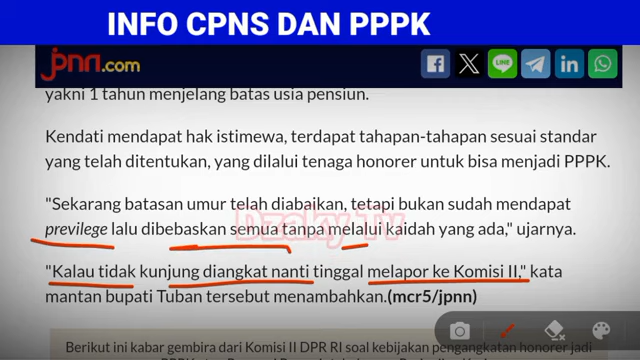 INFO CPNS DAN PPPK
jpnn.com
yakni 1 tahun menjelang batas usia pensiun.
Kendati mendapat hak istimewa, terdapat tahapan-tahapan sesuai standar
yang telah ditentukan, yang dilalui tenaga honorer untuk bisa menjadi PPPK.
"Sekarang batasan umur telah diabaikan, tetapi bukan sudah mendapat
previlege lalu dibebaskan semua tanpa melalui kaidah yang ada," ujarnya.
Dzaky Tv
"Kalau tidak kunjung diangkat nanti tinggal melapor ke Komisi II," kata
mantan bupati Tuban tersebut menambahkan.(mcr5/jpnn)
Berikut ini kabar gembira dari Komisi II DPR RI soal kebijakan pengangkatan honorer jadi